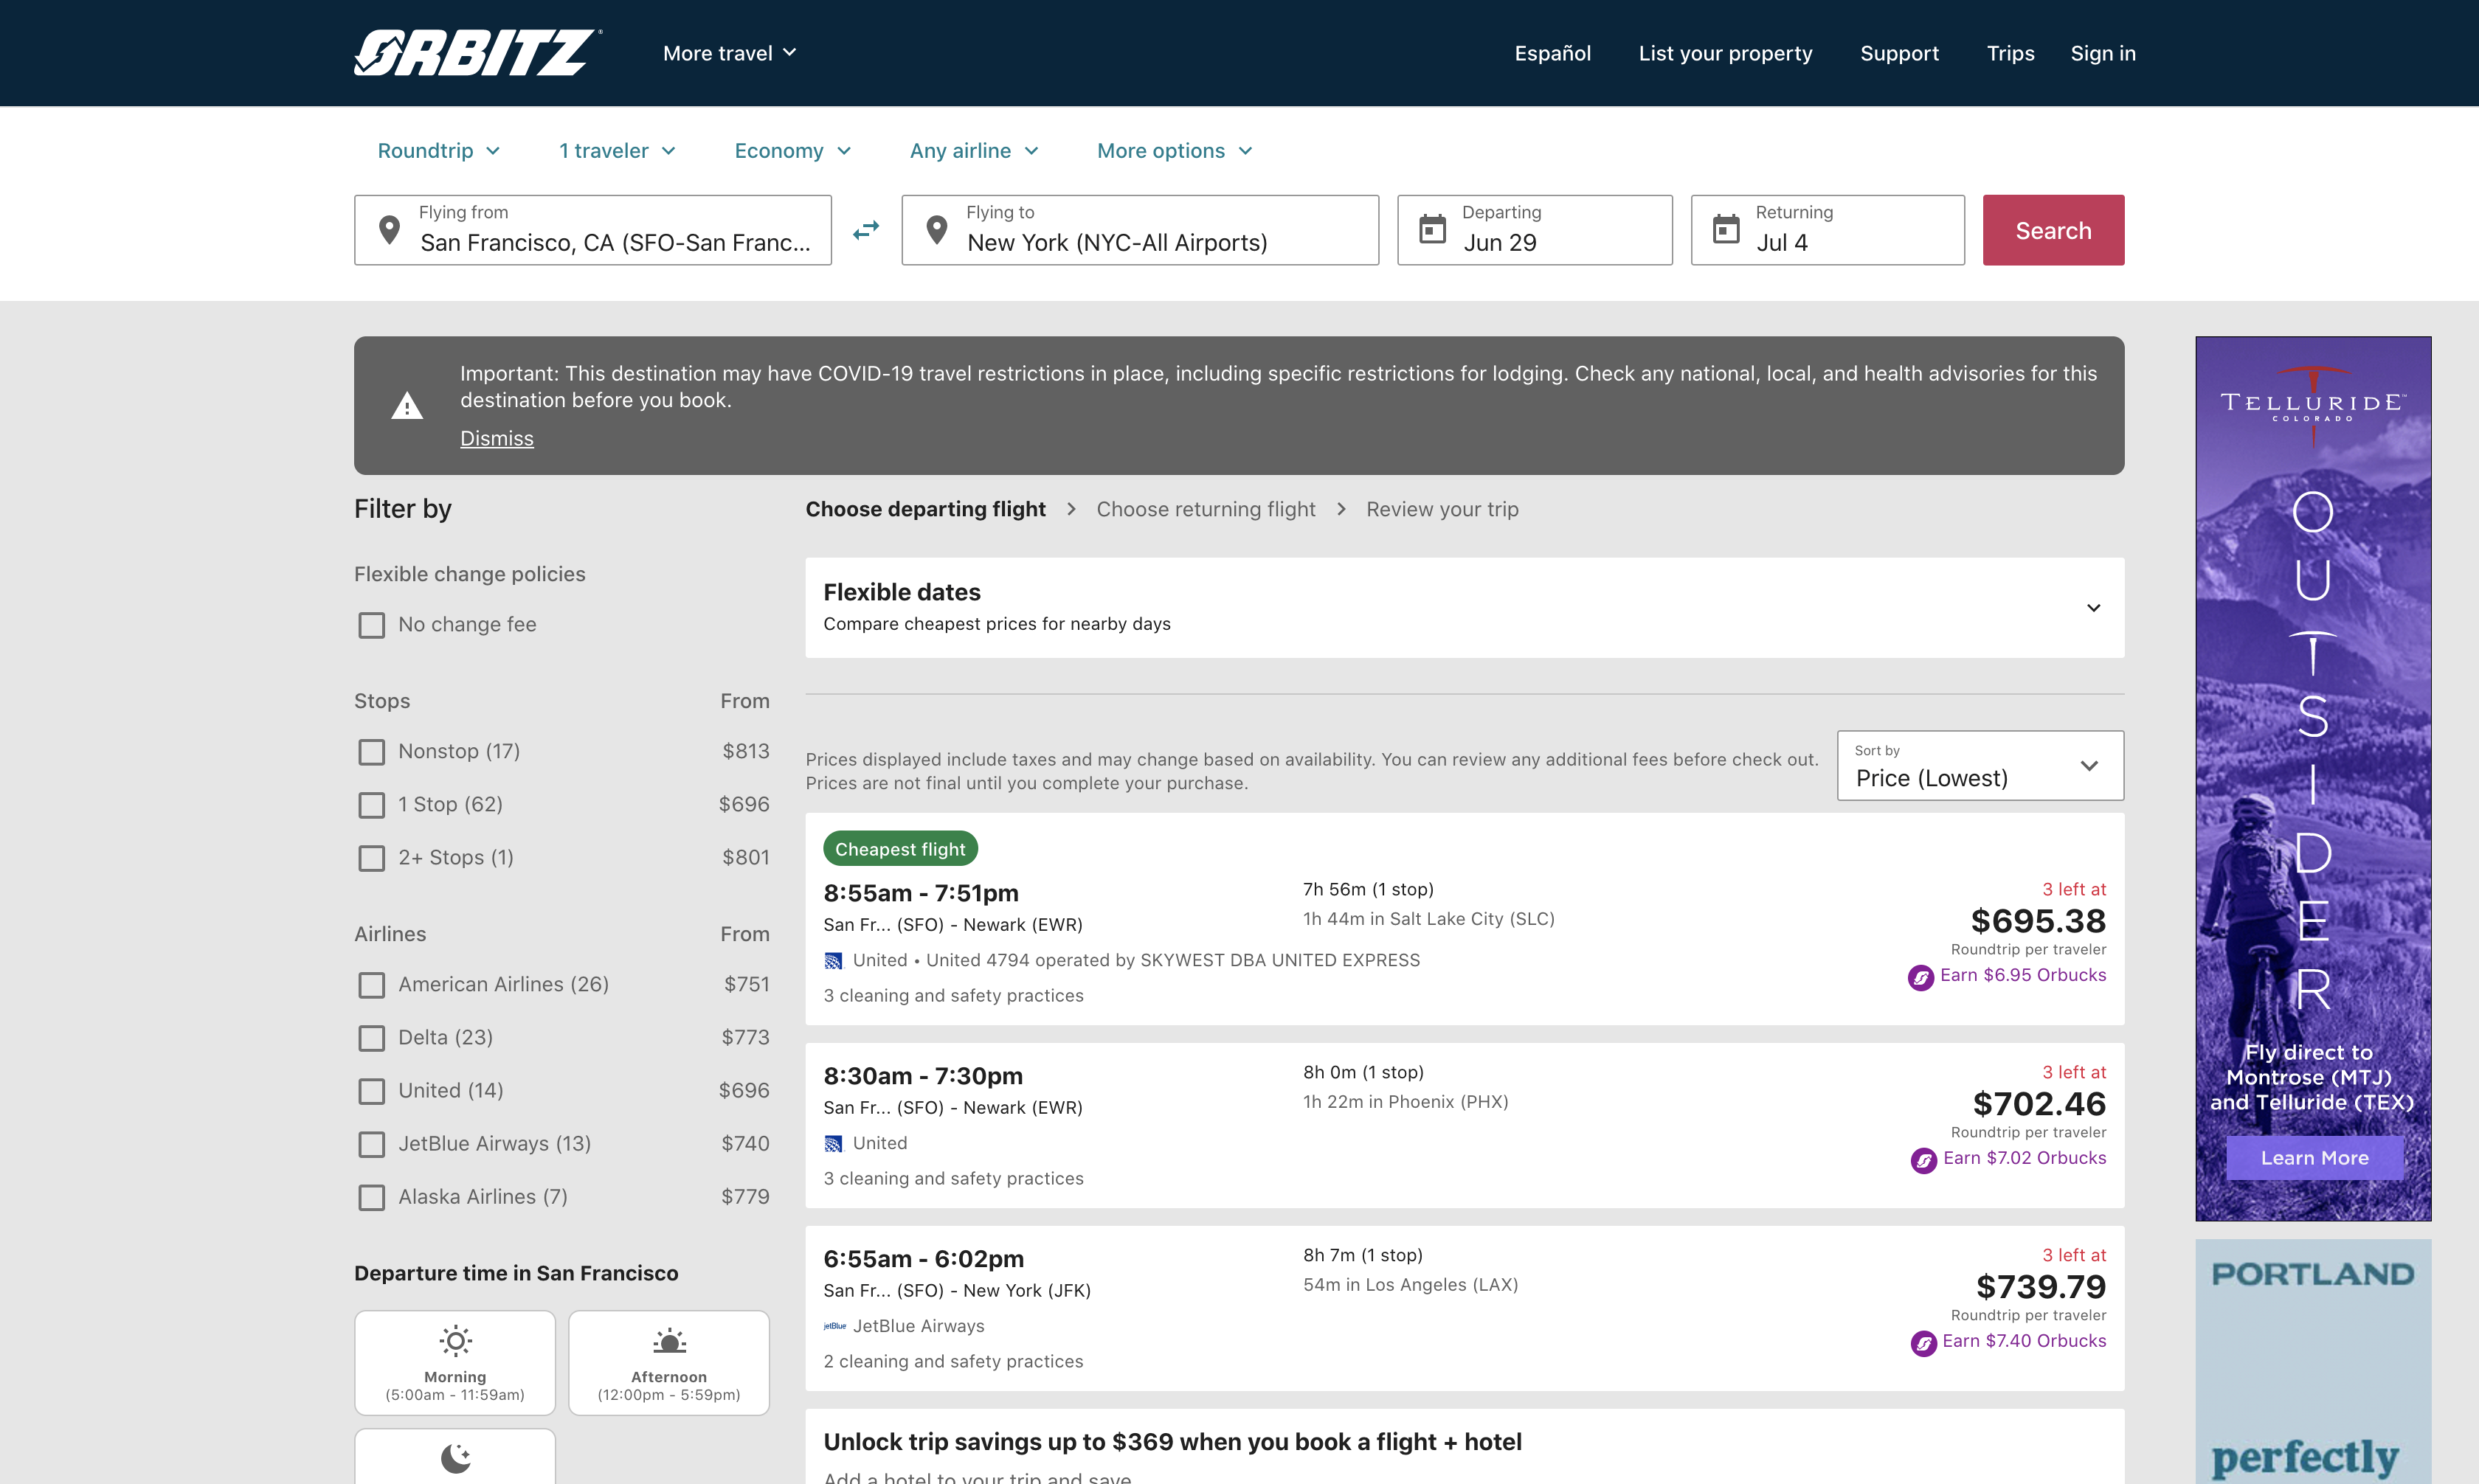 ORBITZ
More travel
Español
List your property
Support
Trips
Sign in
Roundtrip
1 traveler
Economy
Any airline
More options
Flying from
San Francisco, CA (SFO-San Franc...
Flying to
New York (NYC-All Airports)
Departing
Jun 29
Returning
Jul 4
Search
Important: This destination may have COVID-19 travel restrictions in place, including specific restrictions for lodging. Check any national, local, and health advisories for this
destination before you book.
Dismiss
Filter by
Flexible change policies
No change fee
Stops From
Nonstop (17) $813
1 Stop (62) $696
2+ Stops (1) $801
Airlines From
American Airlines (26) $751
Delta (23) $773
United (14) $696
JetBlue Airways (13) $740
Alaska Airlines (7) $779
Departure time in San Francisco
Morning
(5:00am - 11:59am)
Afternoon
(12:00pm - 5:59pm)
Choose departing flight
Choose returning flight
Review your trip
Flexible dates
Compare cheapest prices for nearby days
Prices displayed include taxes and may change based on availability. You can review any additional fees before check out.
Prices are not final until you complete your purchase.
Sort by
Price (Lowest)
Cheapest flight
8:55am - 7:51pm
San Fr... (SFO) - Newark (EWR)
United • United 4794 operated by SKYWEST DBA UNITED EXPRESS
3 cleaning and safety practices
7h 56m (1 stop)
1h 44m in Salt Lake City (SLC)
3 left at
$695.38
Roundtrip per traveler
Earn $6.95 Orbucks
8:30am - 7:30pm
San Fr... (SFO) - Newark (EWR)
United
3 cleaning and safety practices
8h 0m (1 stop)
1h 22m in Phoenix (PHX)
3 left at
$702.46
Roundtrip per traveler
Earn $7.02 Orbucks
6:55am - 6:02pm
San Fr... (SFO) - New York (JFK)
jetBlue JetBlue Airways
2 cleaning and safety practices
8h 7m (1 stop)
54m in Los Angeles (LAX)
3 left at
$739.79
Roundtrip per traveler
Earn $7.40 Orbucks
Unlock trip savings up to $369 when you book a flight + hotel
Add a hotel to your trip and save
TELLURIDE™
COLORADO
OUTSIDER
Fly direct to
Montrose (MTJ)
and Telluride (TEX)
Learn More
PORTLAND
perfectly